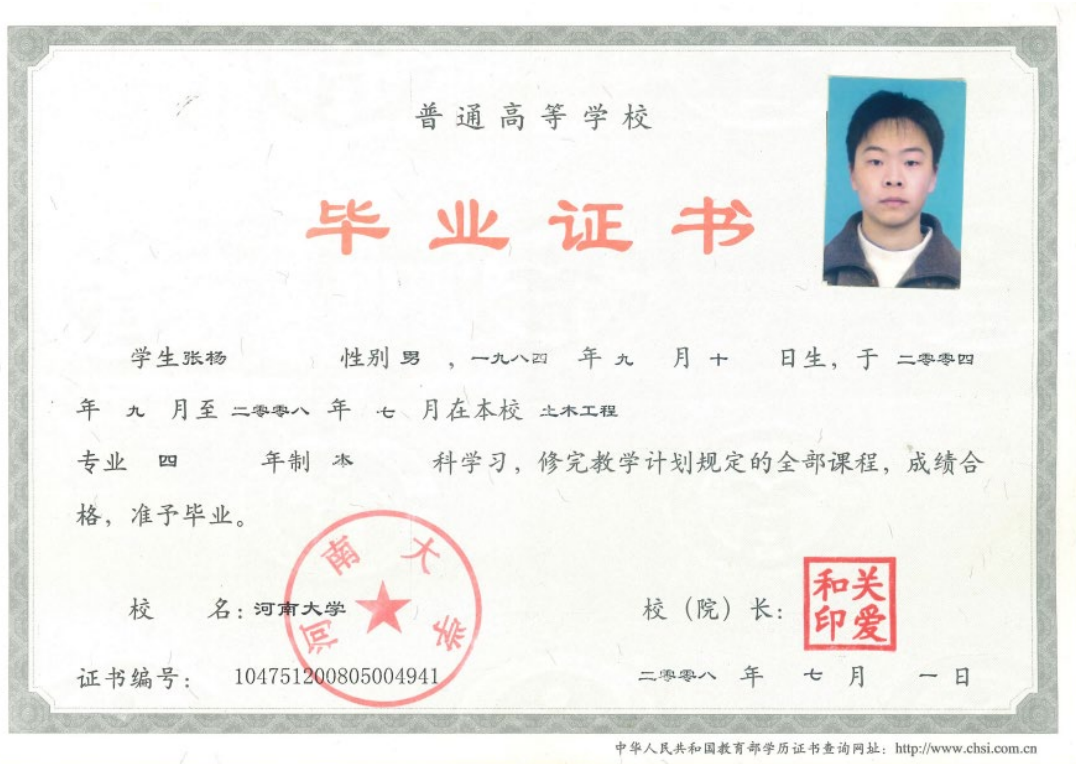 普通高等学校
毕业证书
学生张杨 性别 男 ，一九八四 年 九 月 十 日生，于 二零零四
年 九 月至 二零零八 年 七 月在本校 土木工程
专业 四 年制 本 科学习，修完教学计划规定的全部课程，成绩合
格，准予毕业。
河南大学
校 名：河南大学
校（院）长：
关爱和印
证书编号： 104751200805004941
二零零八 年 七 月 一 日
中华人民共和国教育部学历证书查询网址：http://www.chsi.com.cn